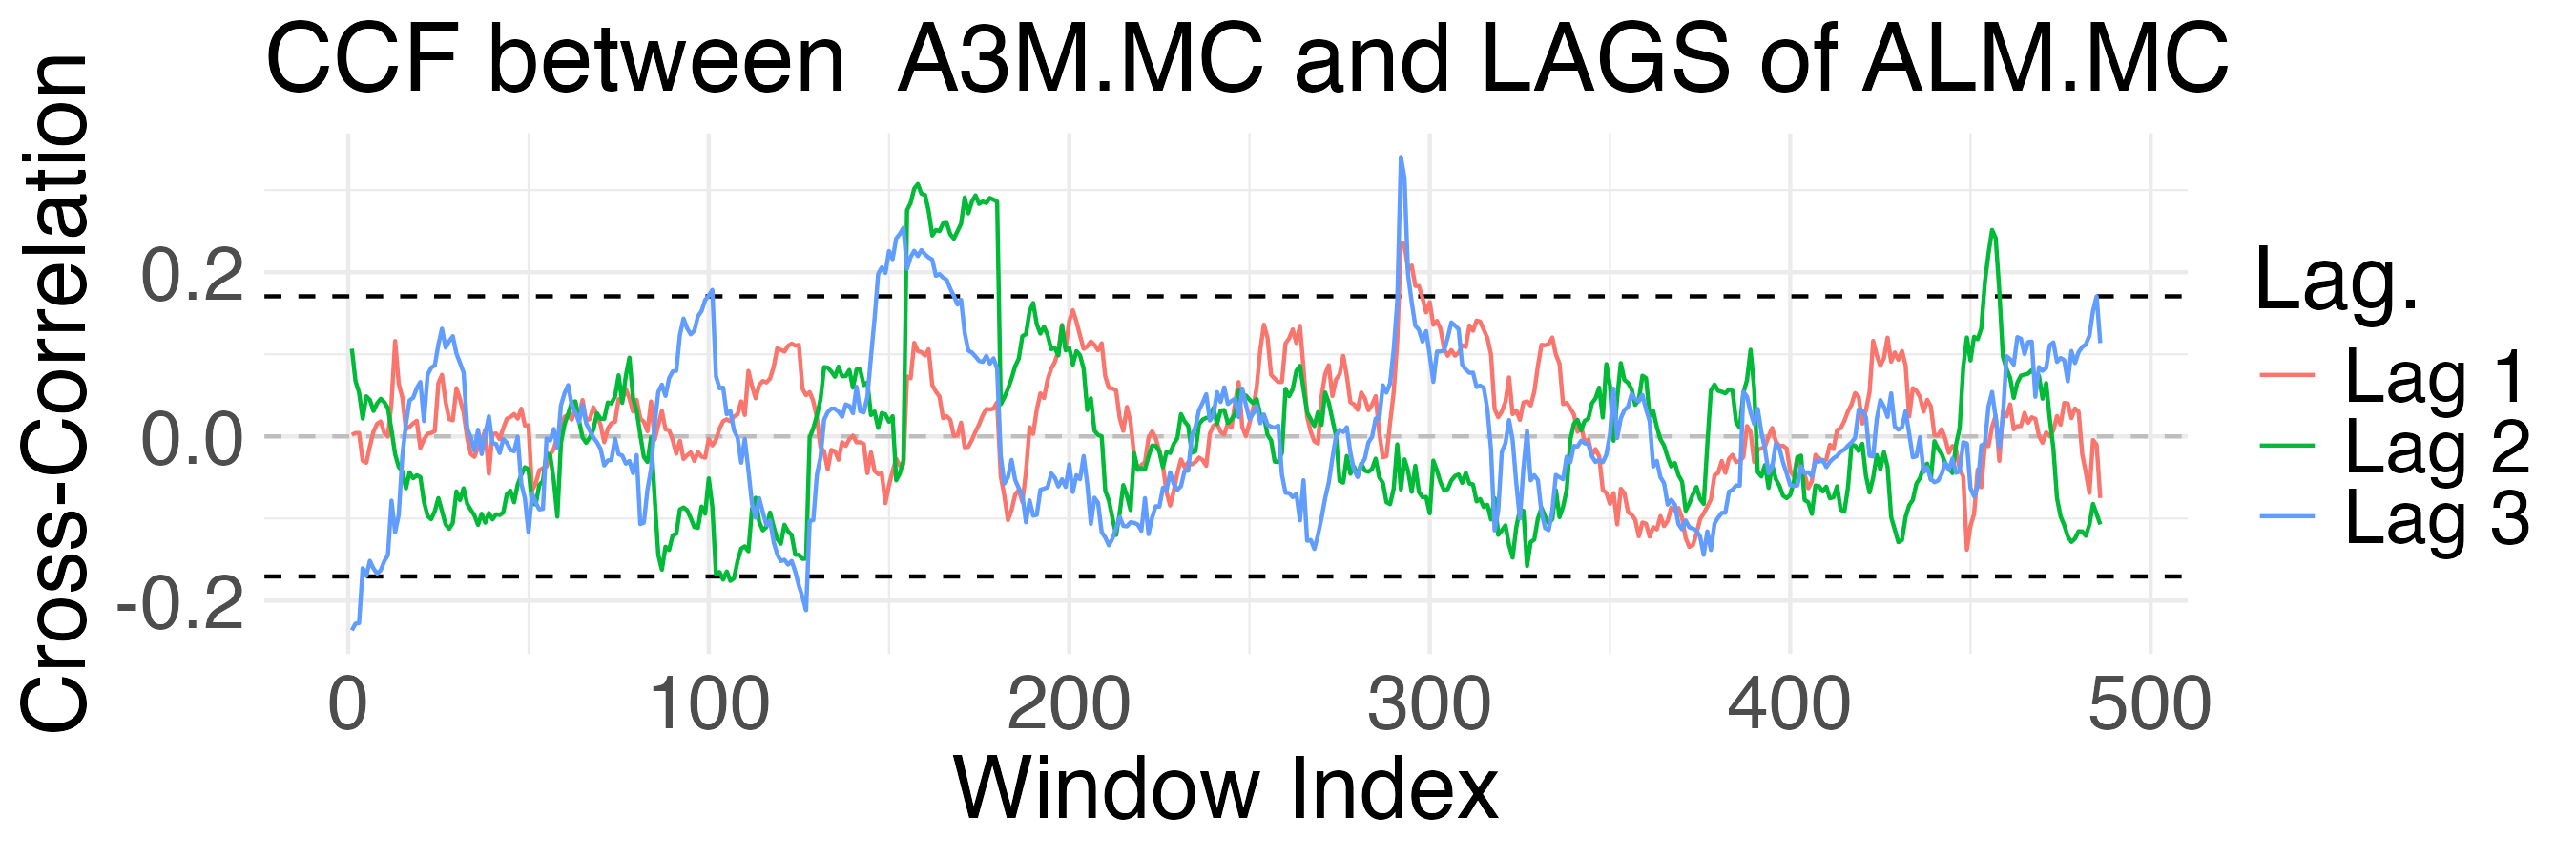 CCF between  A3M.MC and LAGS of ALM.MC
Cross-Correlation
0.2
0.0
-0.2
0 100 200 300 400 500
Window Index
Lag.
Lag 1
Lag 2
Lag 3